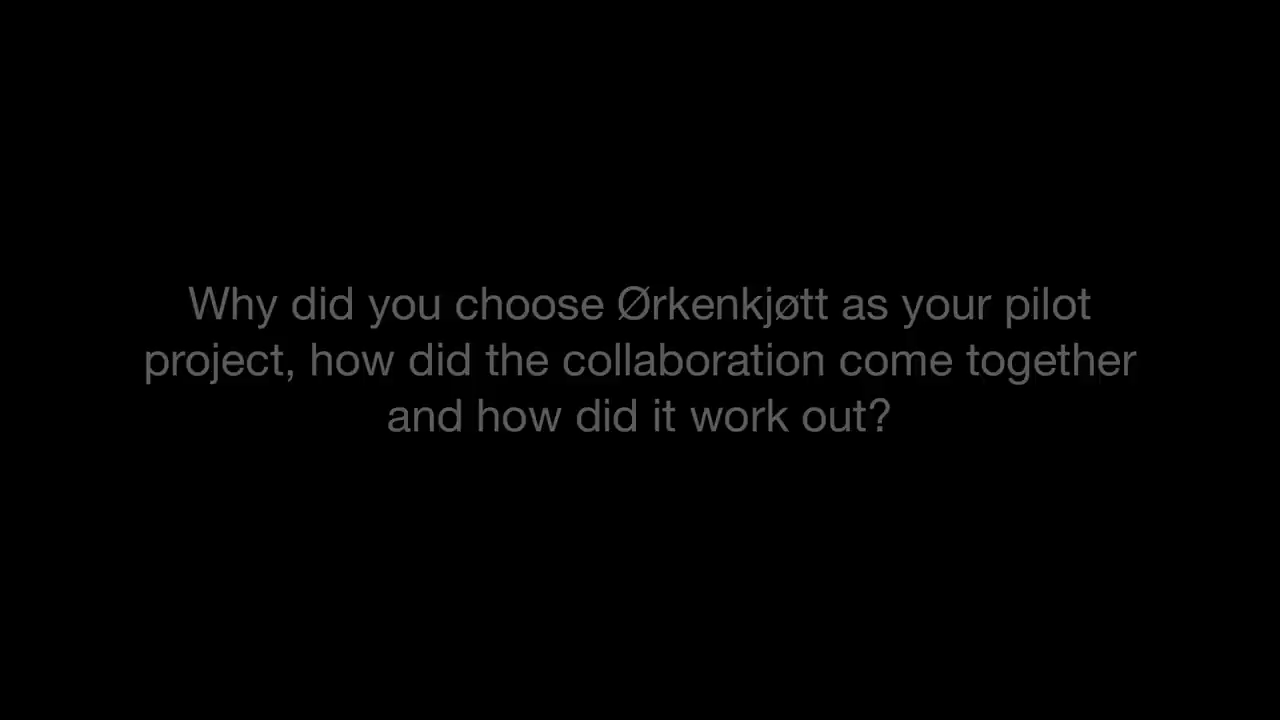 Why did you choose Ørkenkjøtt as your pilot
project, how did the collaboration come together
and how did it work out?